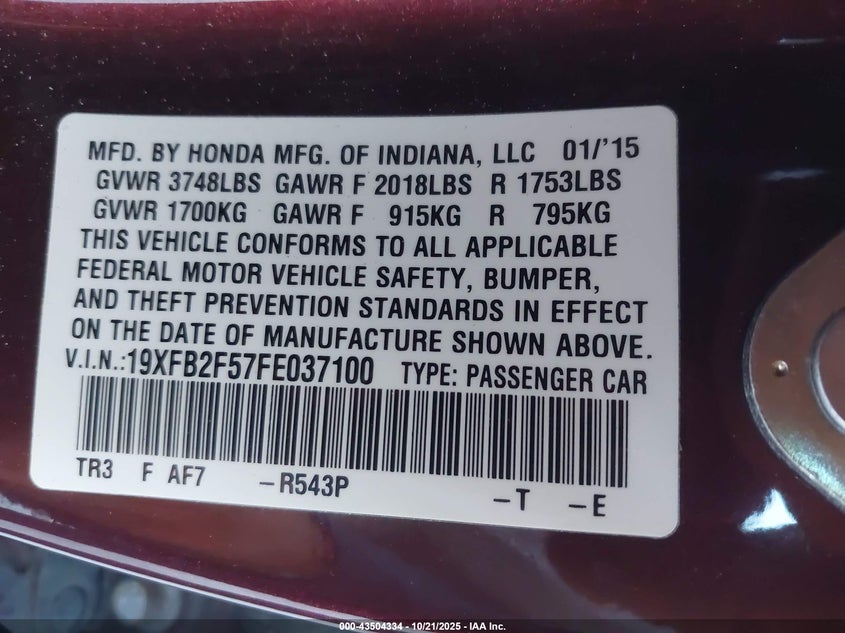 MFD. BY HONDA MFG. OF INDIANA, LLC 01/'15
GVWR 3748LBS GAWR F 2018LBS R 1753LBS
GVWR 1700KG GAWR F 915KG R 795KG
THIS VEHICLE CONFORMS TO ALL APPLICABLE
FEDERAL MOTOR VEHICLE SAFETY, BUMPER,
AND THEFT PREVENTION STANDARDS IN EFFECT
ON THE DATE OF MANUFACTURE SHOWN ABOVE.
V.I.N.:19XFB2F57FE037100 TYPE: PASSENGER CAR
TR3 F AF7 –R543P –T –E
000-43504334 | 10/21/2025 - IAA Inc.